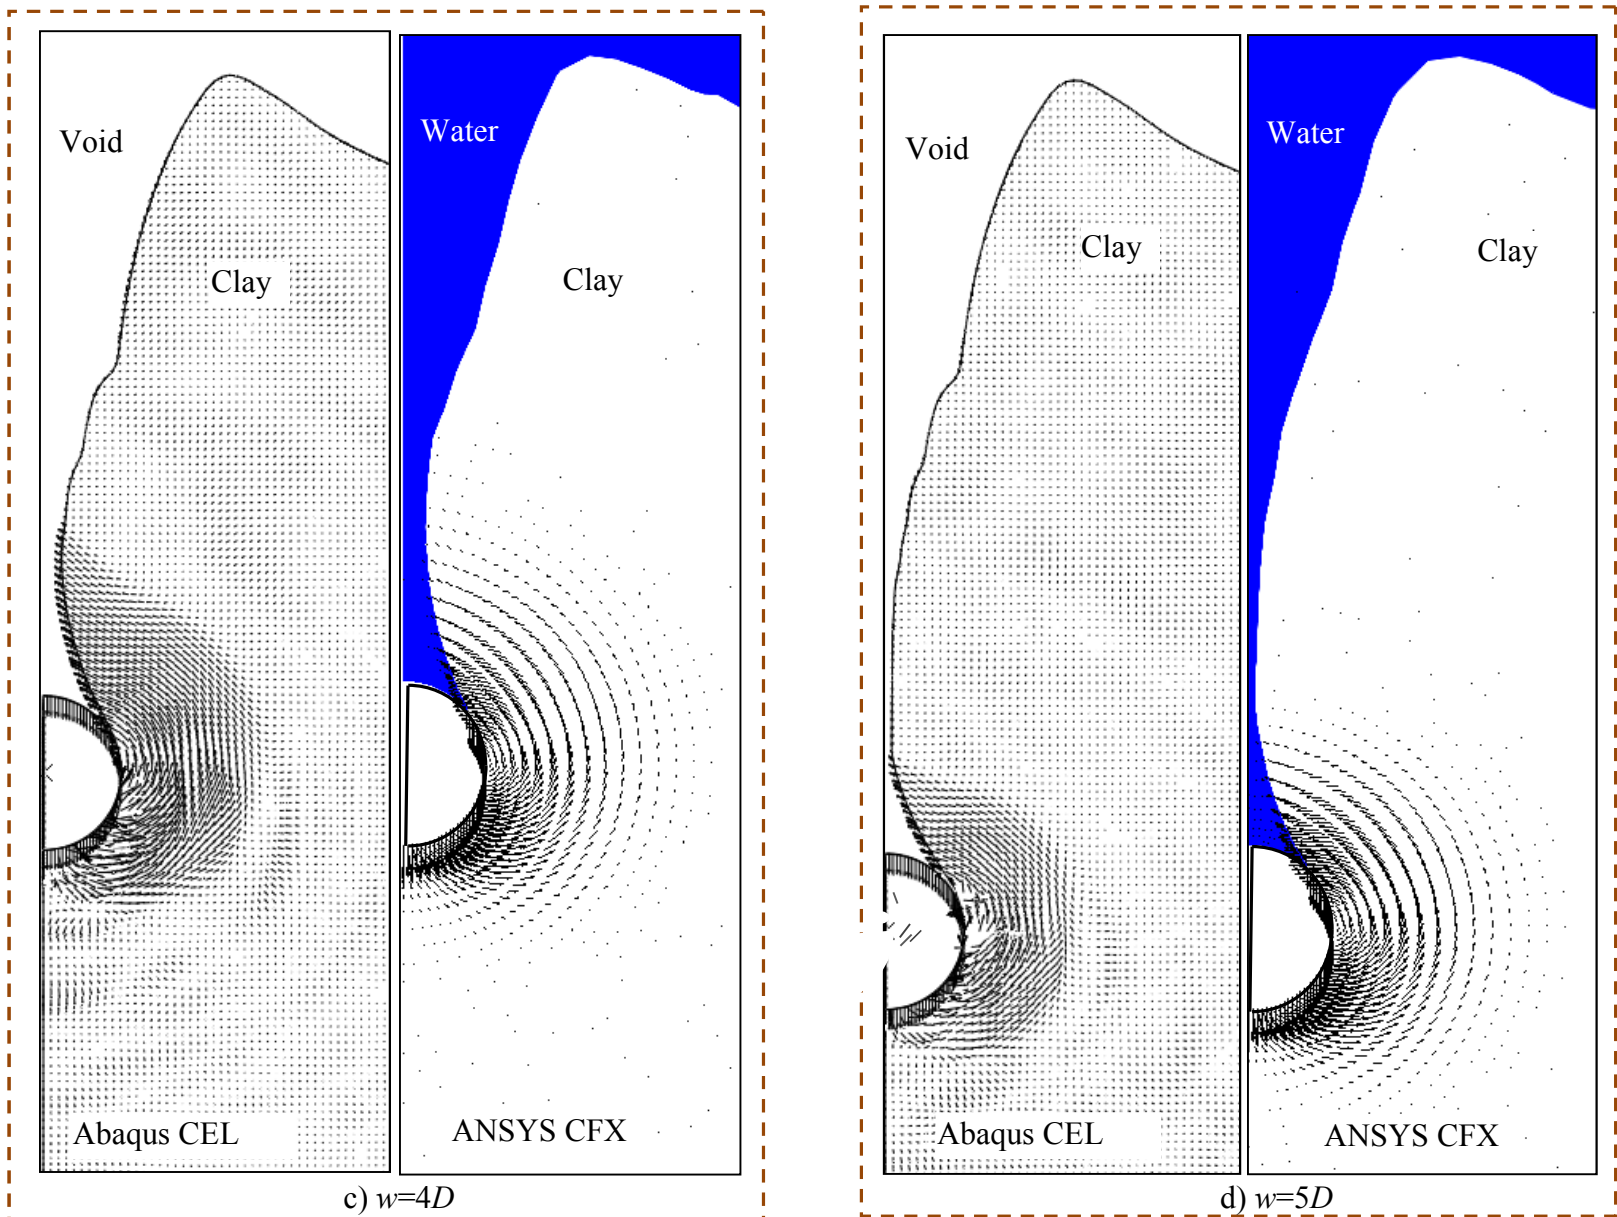 Void
Water
Clay
Clay
Abaqus CEL
ANSYS CFX
c) w=4D
Void
Water
Clay
Clay
Abaqus CEL
ANSYS CFX
d) w=5D